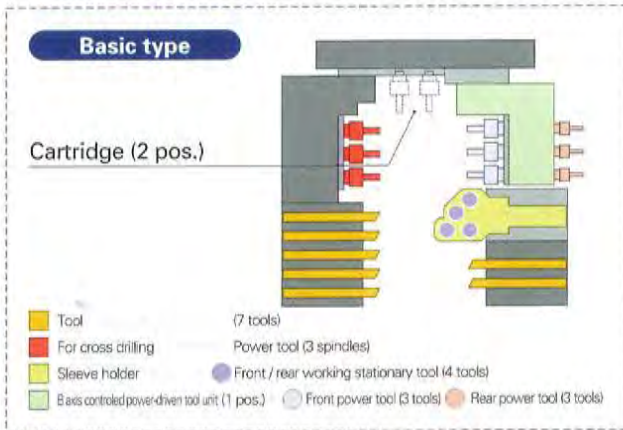 Basic type
Cartridge (2 pos.)
Tool (7 tools)
For cross drilling Power tool (3 spindles)
Sleeve holder Front / rear working stationary tool (4 tools)
B axis controled power-driven tool unit (1 pos.) Front power tool (3 tools) Rear power tool (3 tools)